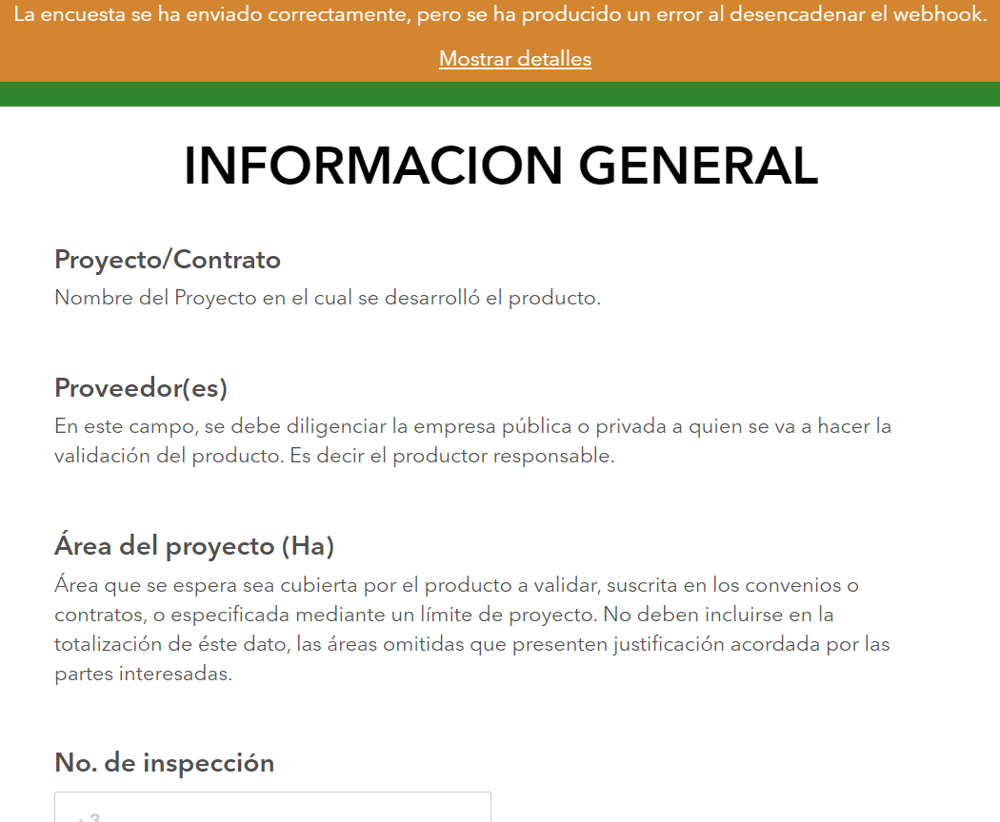 La encuesta se ha enviado correctamente, pero se ha producido un error al desencadenar el webhook.
Mostrar detalles
INFORMACION GENERAL
Proyecto/Contrato
Nombre del Proyecto en el cual se desarrolló el producto.
Proveedor(es)
En este campo, se debe diligenciar la empresa pública o privada a quien se va a hacer la
validación del producto. Es decir el productor responsable.
Área del proyecto (Ha)
Área que se espera sea cubierta por el producto a validar, suscrita en los convenios o
contratos, o especificada mediante un límite de proyecto. No deben incluirse en la
totalización de éste dato, las áreas omitidas que presenten justificación acordada por las
partes interesadas.
No. de inspección